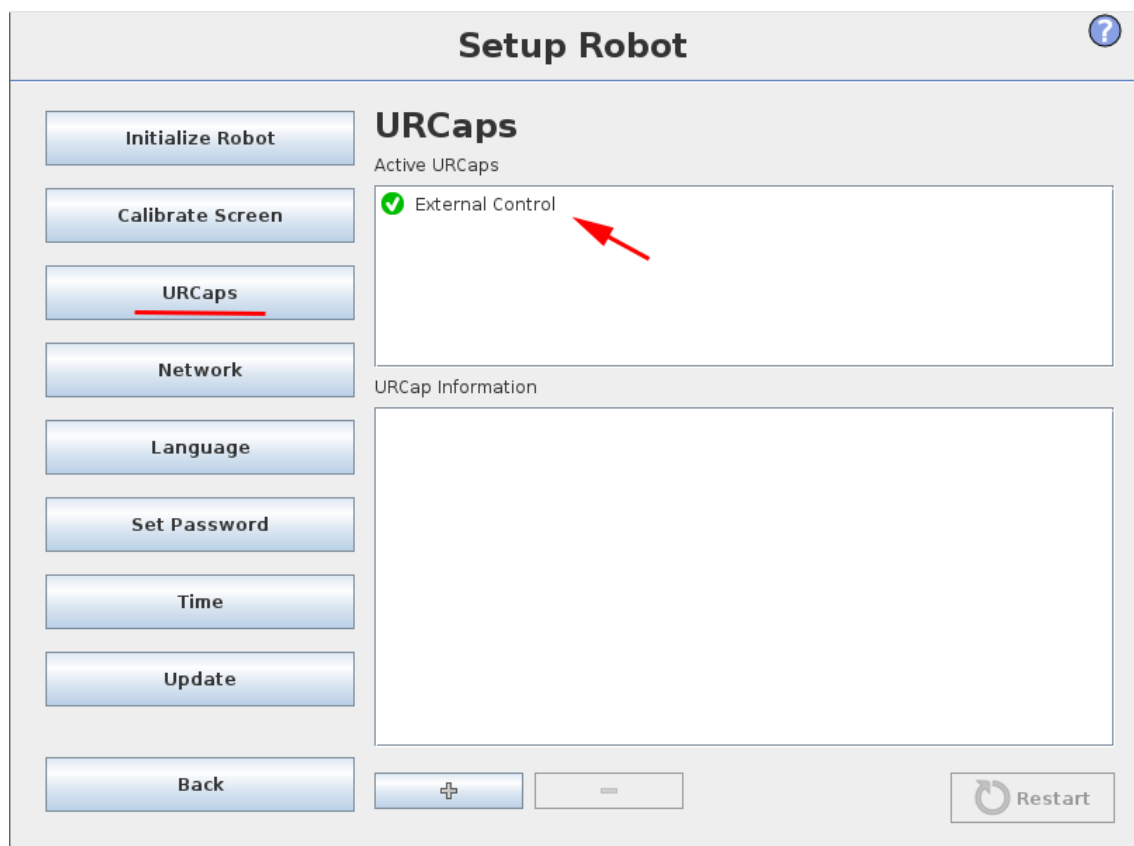 Setup Robot
?
Initialize Robot
Calibrate Screen
URCaps
Network
Language
Set Password
Time
Update
Back
URCaps
Active URCaps
External Control
URCap Information
Restart